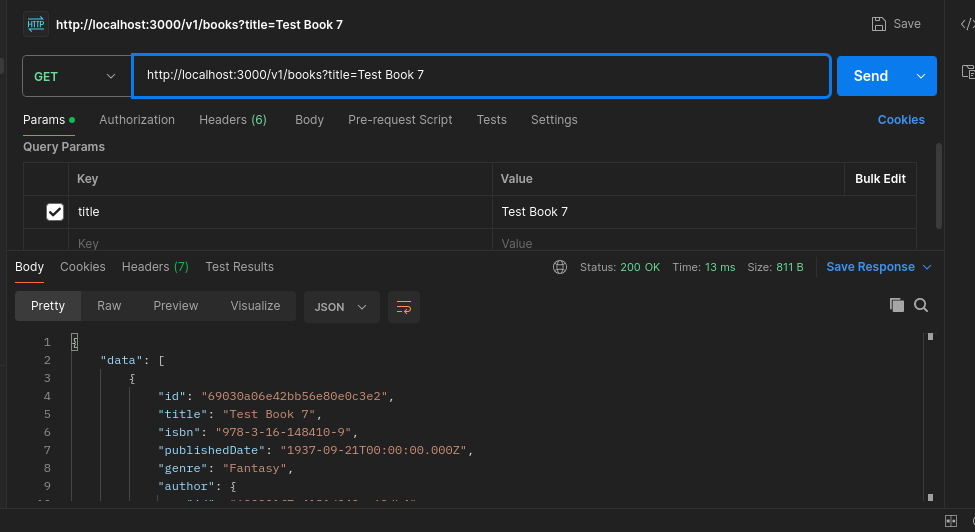 HTTP http://localhost:3000/v1/books?title=Test Book 7 Save
GET http://localhost:3000/v1/books?title=Test Book 7 Send
Params Authorization Headers (6) Body Pre-request Script Tests Settings Cookies
Query Params
Key Value Bulk Edit
title Test Book 7
Key Value
Body Cookies Headers (7) Test Results Status: 200 OK Time: 13 ms Size: 811 B Save Response
Pretty Raw Preview Visualize JSON
1 {
2 "data": [
3 {
4 "id": "69030a06e42bb56e80e0c3e2",
5 "title": "Test Book 7",
6 "isbn": "978-3-16-148410-9",
7 "publishedDate": "1937-09-21T00:00:00.000Z",
8 "genre": "Fantasy",
9 "author": {